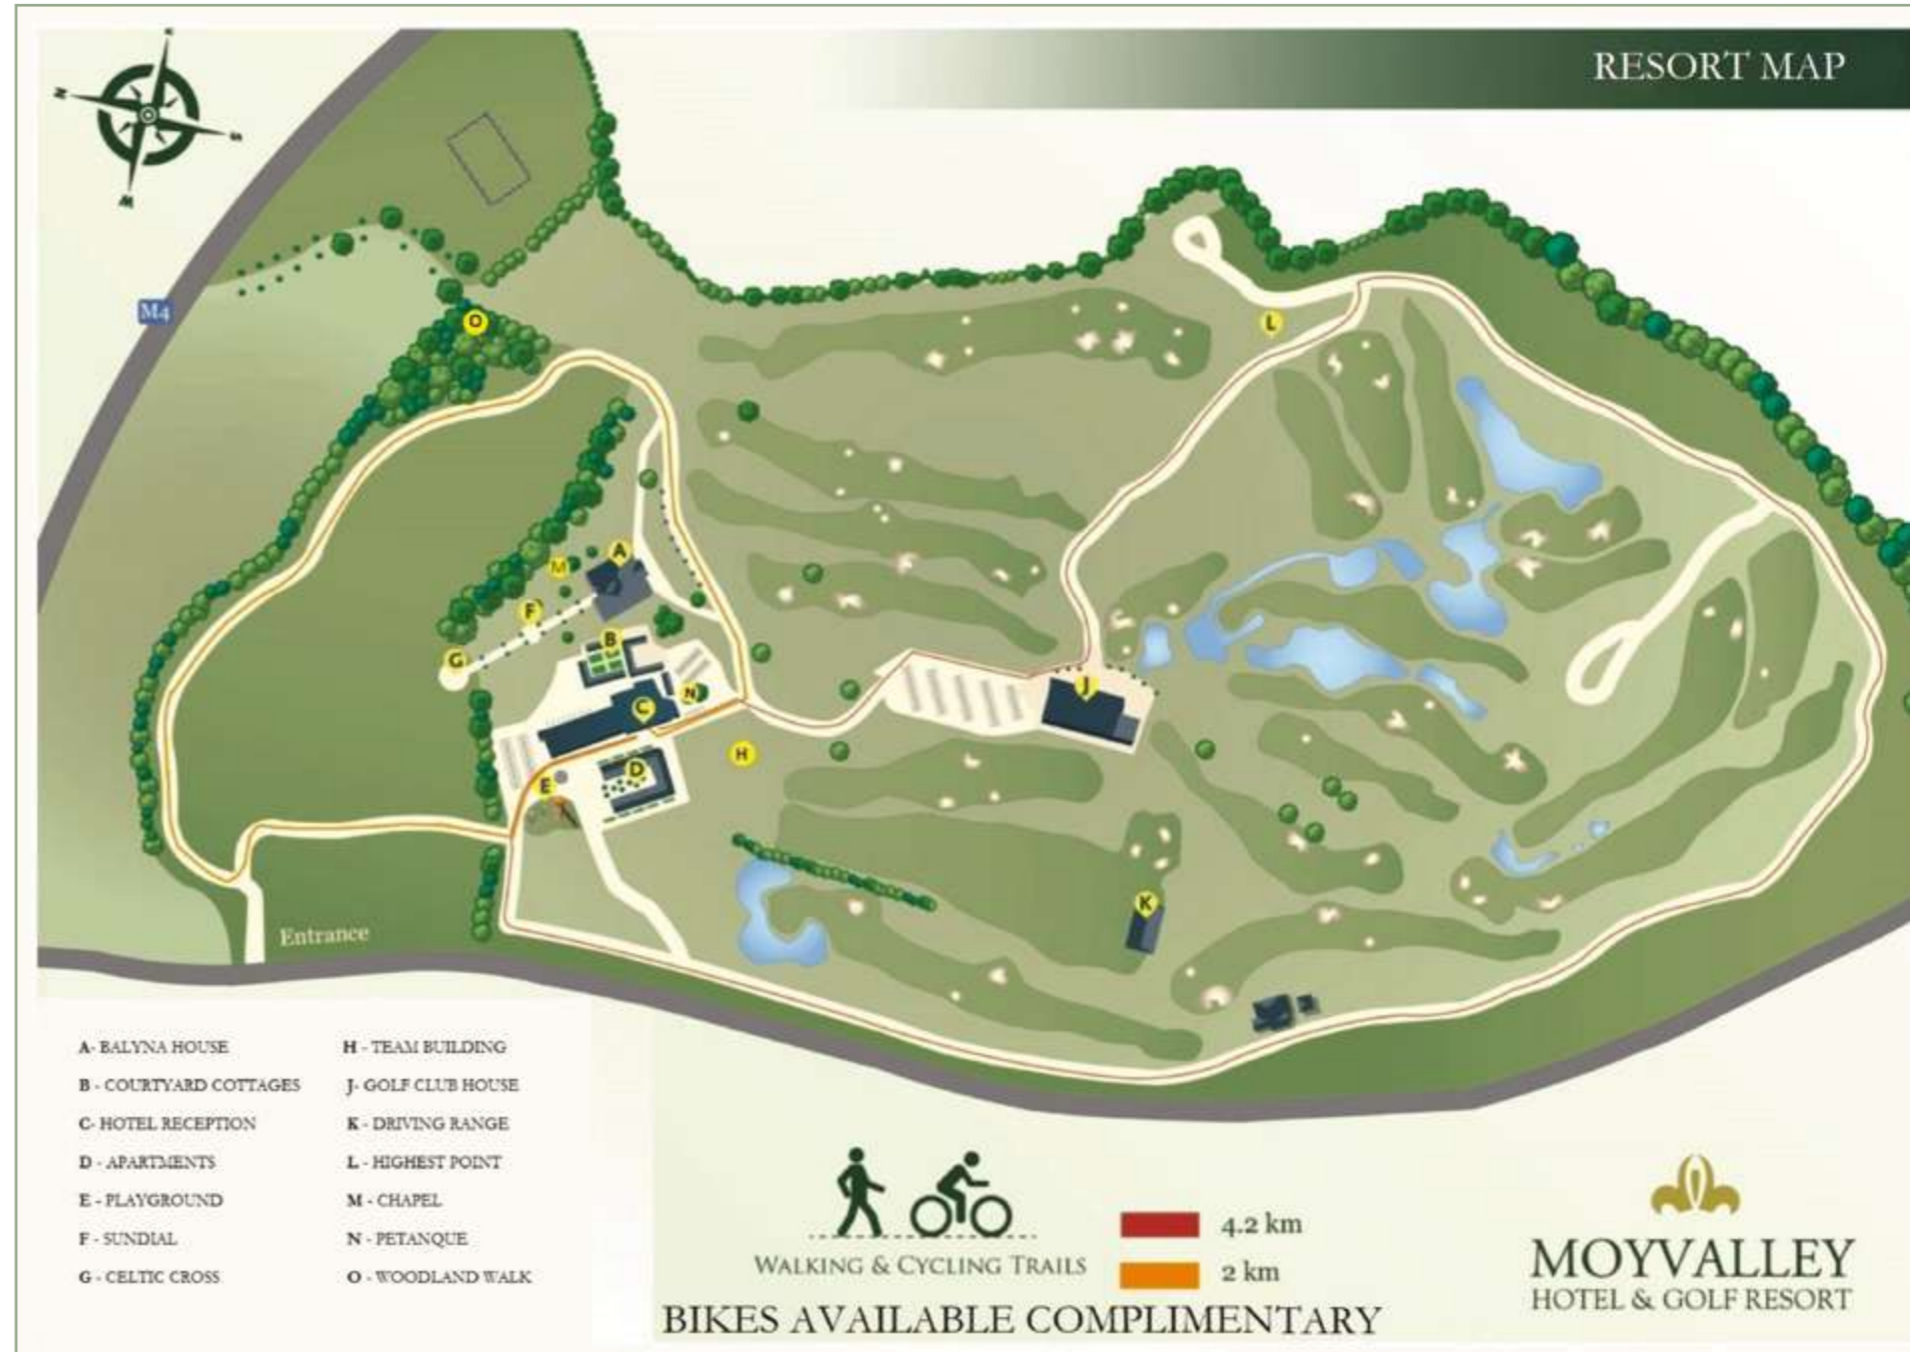 RESORT MAP
N
S
M4
O
L
A
M
F
B
G
N
C
J
H
D
E
K
Entrance
A- BALYNA HOUSE
B - COURTYARD COTTAGES
C- HOTEL RECEPTION
D - APARTMENTS
E - PLAYGROUND
F - SUNDIAL
G - CELTIC CROSS
H - TEAM BUILDING
J- GOLF CLUB HOUSE
K - DRIVING RANGE
L - HIGHEST POINT
M - CHAPEL
N - PETANQUE
O - WOODLAND WALK
WALKING & CYCLING TRAILS
4.2 km
2 km
BIKES AVAILABLE COMPLIMENTARY
MOYVALLEY
HOTEL & GOLF RESORT